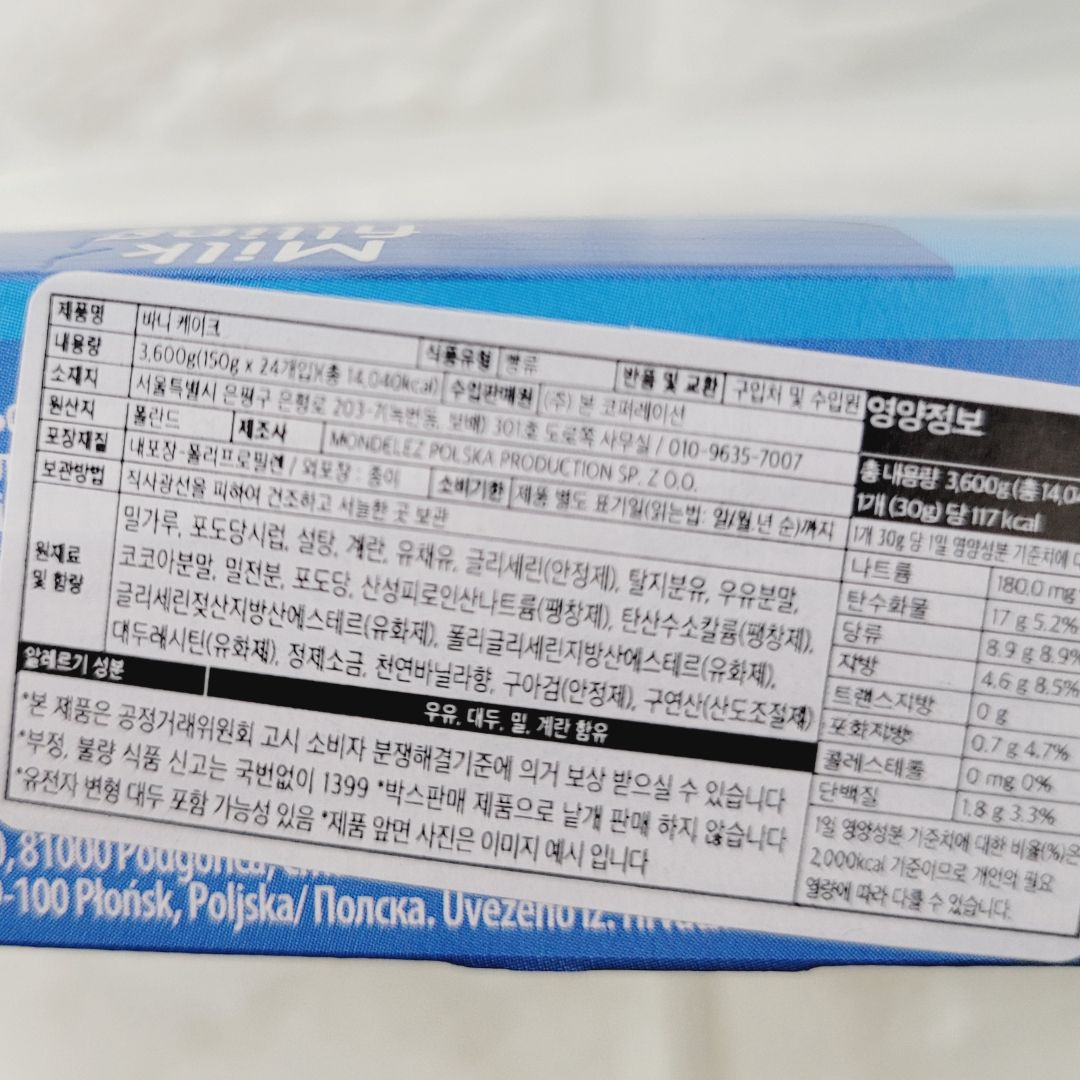 Milk
filling
제품명 바니 케이크 식품유형 빵류 반품 및 교환 구입처 및 수입원
내용량 3,600g(150g x 24개입)(총 14,040kcal) 수입판매원 (주) 본 코퍼레이션
소재지 서울특별시 은평구 은평로 203-7(녹번동, 보배) 301호 도로쪽 사무실 / 010-9635-7007
원산지 폴란드 제조사 MONDELEZ POLSKA PRODUCTION SP. Z O.O.
포장재질 내포장-폴리프로필렌 / 외포장 : 종이 소비기한 제품 별도 표기일(읽는법: 일/월,년 순)까지
보관방법 직사광선을 피하여 건조하고 서늘한 곳 보관
원재료 및 함량
밀가루, 포도당시럽, 설탕, 계란, 유채유, 글리세린(안정제), 탈지분유, 우유분말,
코코아분말, 밀전분, 포도당, 산성피로인산나트륨(팽창제), 탄산수소칼륨(팽창제),
글리세린젖산지방산에스테르(유화제), 폴리글리세린지방산에스테르(유화제),
대두레시틴(유화제), 정제소금, 천연바닐라향, 구아검(안정제), 구연산(산도조절제)
알레르기 성분 우유, 대두, 밀, 계란 함유
*본 제품은 공정거래위원회 고시 소비자 분쟁해결기준에 의거 보상 받으실 수 있습니다
*부정, 불량 식품 신고는 국번없이 1399 *박스판매 제품으로 낱개 판매 하지 않습니다
*유전자 변형 대두 포함 가능성 있음 *제품 앞면 사진은 이미지 예시 입니다
영양정보
총 내용량 3,600g (총 14,04
1개 (30g) 당 117 kcal
1개 30g 당 1일 영양성분 기준치에 대
나트륨 180.0 mg
탄수화물 17 g 5.2%
당류 8.9 g 8.9%
지방 4.6 g 8.5%
트랜스지방 0 g
포화지방 0.7 g 4.7%
콜레스테롤 0 mg 0%
단백질 1.8 g 3.3%
1일 영양성분 기준치에 대한 비율(%)은
2,000kcal 기준이므로 개인의 필요
열량에 따라 다를 수 있습니다.
81000 Podgorica,
-100 Płońsk, Poljska/ Полска. Uvezeno iz: